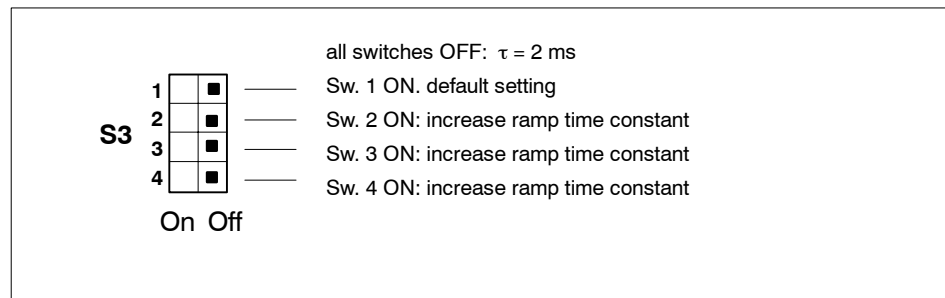 all switches OFF: τ = 2 ms
1 Sw. 1 ON. default setting
2 Sw. 2 ON: increase ramp time constant
S3
3 Sw. 3 ON: increase ramp time constant
4 Sw. 4 ON: increase ramp time constant
On Off